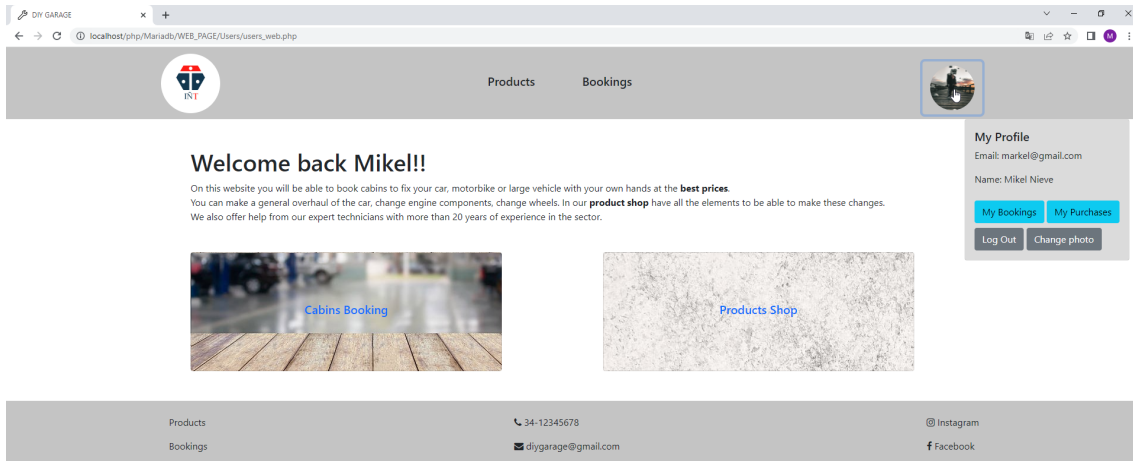 DIY GARAGE
localhost/php/Mariadb/WEB_PAGE/Users/users_web.php
M
IÑT
Products
Bookings
My Profile
Email: markel@gmail.com
Name: Mikel Nieve
My Bookings
My Purchases
Log Out
Change photo
Welcome back Mikel!!
On this website you will be able to book cabins to fix your car, motorbike or large vehicle with your own hands at the best prices.
You can make a general overhaul of the car, change engine components, change wheels. In our product shop have all the elements to be able to make these changes.
We also offer help from our expert technicians with more than 20 years of experience in the sector.
Cabins Booking
Products Shop
Products
34-12345678
Instagram
Bookings
diygarage@gmail.com
Facebook